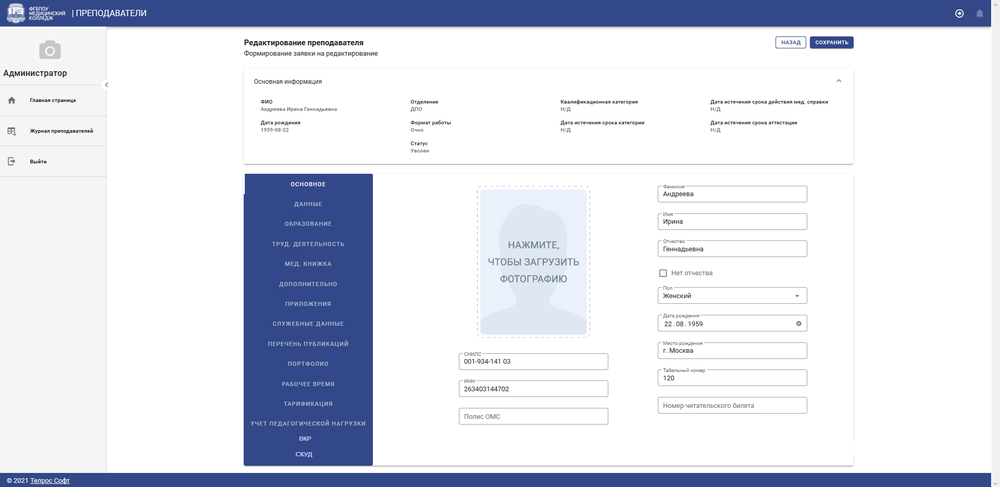 ФГБПОУ
МЕДИЦИНСКИЙ
КОЛЛЕДЖ
| ПРЕПОДАВАТЕЛИ
Администратор
Главная страница
Журнал преподавателей
Выйти
Редактирование преподавателя
Формирование заявки на редактирование
НАЗАД
СОХРАНИТЬ
Основная информация
ФИО
Андреева Ирина Геннадьевна
Дата рождения
1959-08-22
Отделение
ДПО
Формат работы
Очно
Статус
Уволен
Квалификационная категория
Н/Д
Дата истечения срока категории
Н/Д
Дата истечения срока действия мед. справки
Н/Д
Дата истечения срока аттестации
Н/Д
ОСНОВНОЕ
ДАННЫЕ
ОБРАЗОВАНИЕ
ТРУД. ДЕЯТЕЛЬНОСТЬ
МЕД. КНИЖКА
ДОПОЛНИТЕЛЬНО
ПРИЛОЖЕНИЯ
СЛУЖЕБНЫЕ ДАННЫЕ
ПЕРЕЧЕНЬ ПУБЛИКАЦИЙ
ПОРТФОЛИО
РАБОЧЕЕ ВРЕМЯ
ТАРИФИКАЦИЯ
УЧЕТ ПЕДАГОГИЧЕСКОЙ НАГРУЗКИ
ВКР
СКУД
НАЖМИТЕ,
ЧТОБЫ ЗАГРУЗИТЬ
ФОТОГРАФИЮ
СНИЛС
001-934-141 03
ИНН
263403144702
Полис ОМС
Фамилия
Андреева
Имя
Ирина
Отчество
Геннадьевна
Нет отчества
Пол
Женский
Дата рождения
22.08.1959
Место рождения
г. Москва
Табельный номер
120
Номер читательского билета
© 2021 Телрос Софт